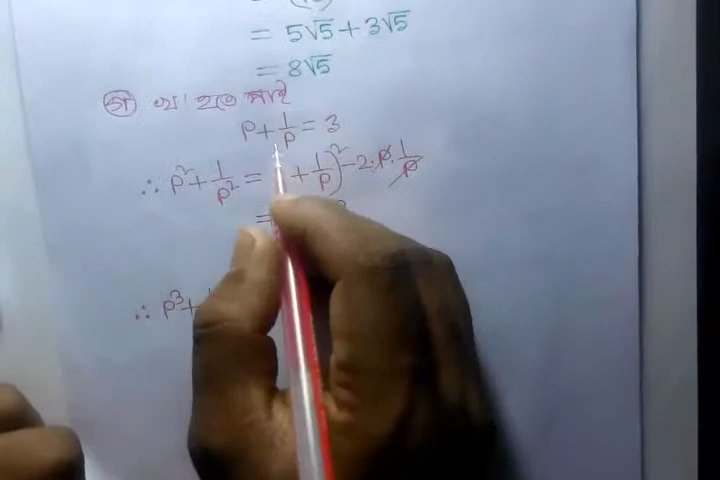 = 5√5 + 3√5
= 8√5
গ 'খ' হতে পাই
P + 1/P = 3
∴ P² + 1/P² = + 1/P)² - 2·P·1/P
=
∴ P³ +